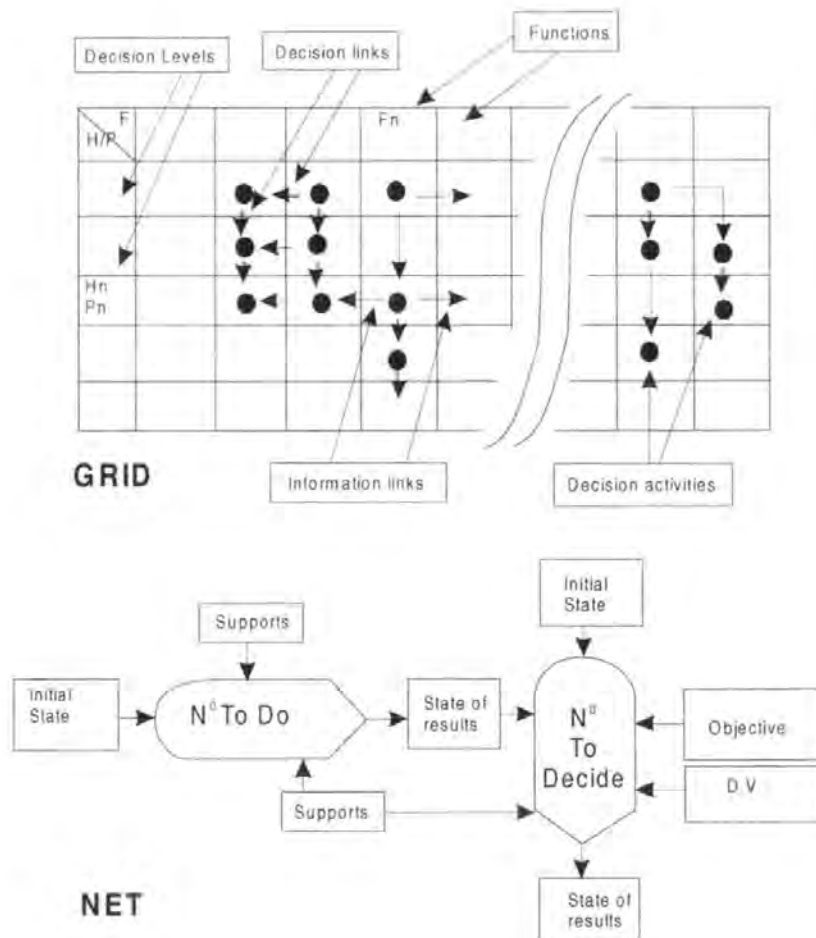 Functions
Decision Levels
Decision links
F
H/P
Fn
Hn
Pn
GRID
Information links
Decision activities
Initial
State
Supports
Initial
State
N° To Do
State of
results
N°
To
Decide
Objective
D.V
Supports
NET
State of
results